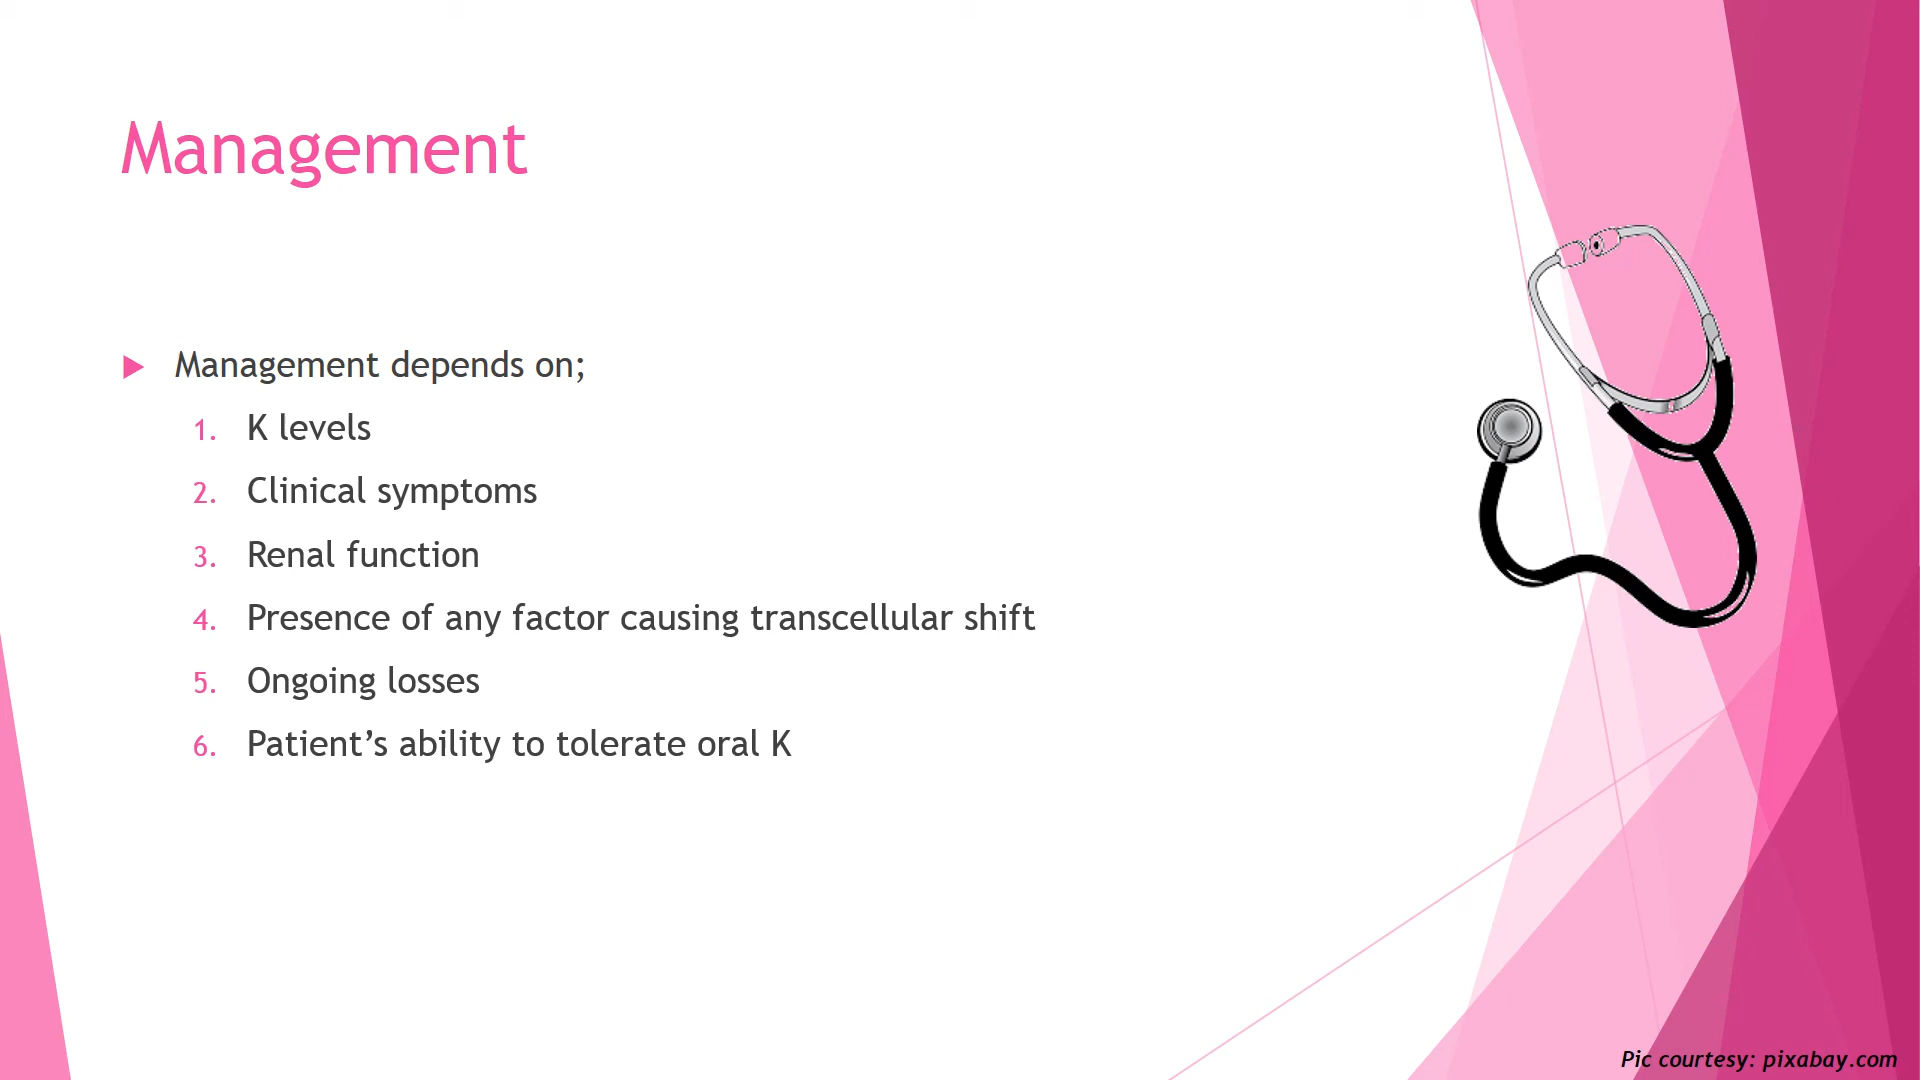 Management
Management depends on;
1. K levels
2. Clinical symptoms
3. Renal function
4. Presence of any factor causing transcellular shift
5. Ongoing losses
6. Patient’s ability to tolerate oral K
Pic courtesy: pixabay.com